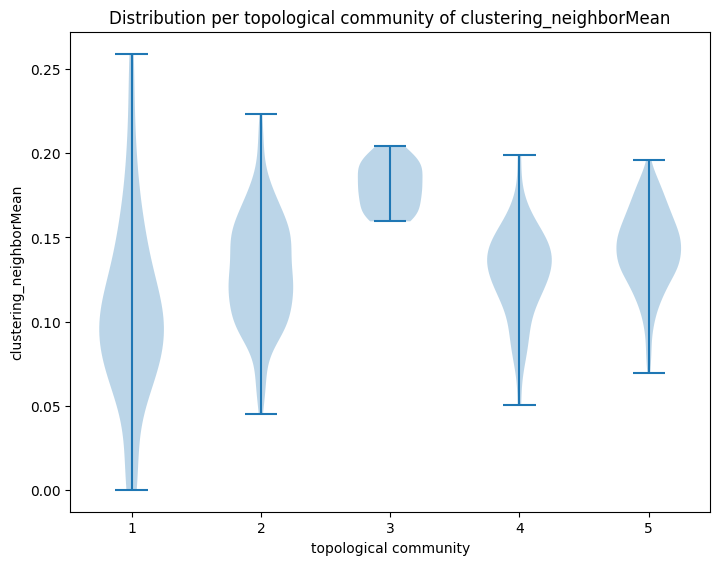 Distribution per topological community of clustering_neighborMean
clustering_neighborMean
0.25
0.20
0.15
0.10
0.05
0.00
1 2 3 4 5
topological community